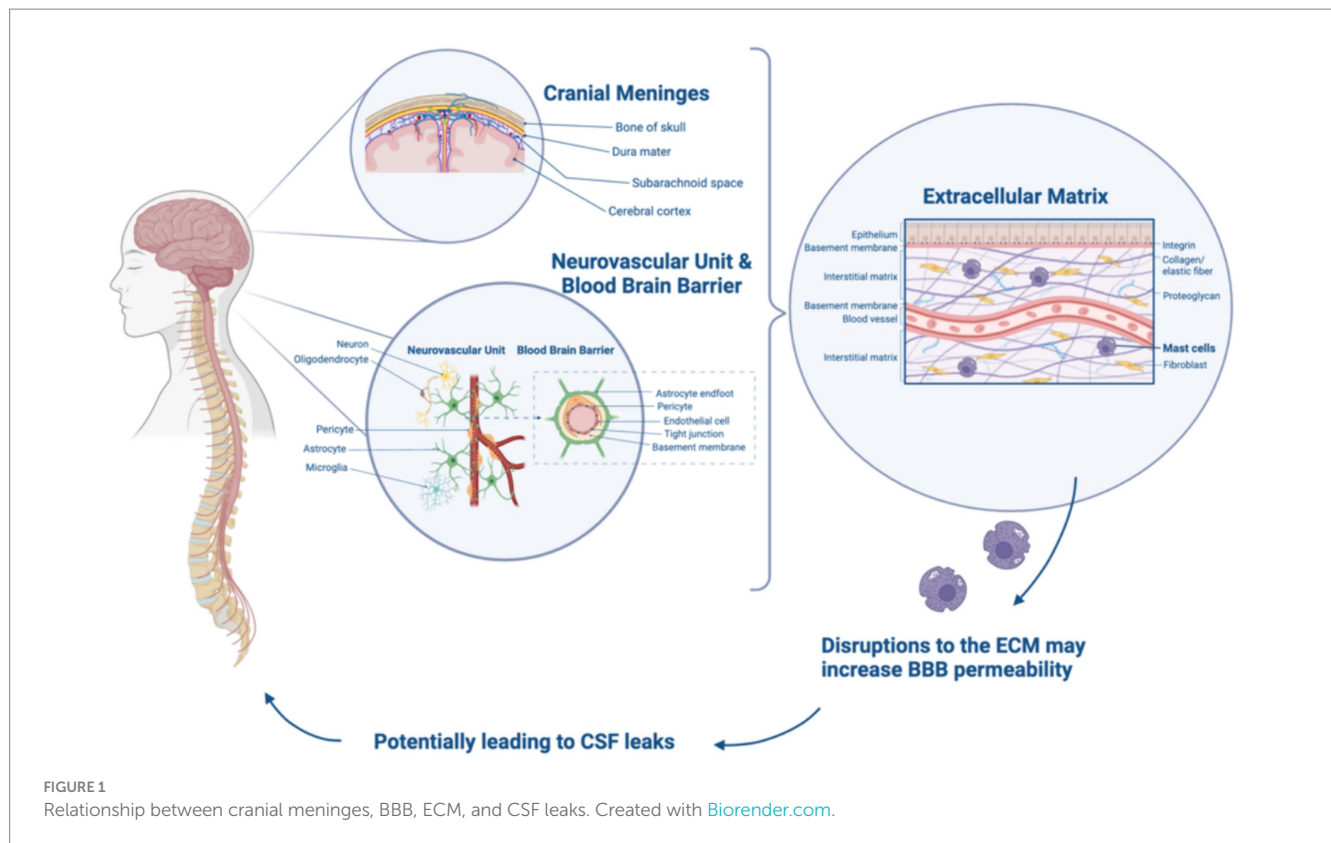 Cranial Meninges
Bone of skull
Dura mater
Subarachnoid space
Cerebral cortex
Neurovascular Unit &
Blood Brain Barrier
Neuron
Oligodendrocyte
Neurovascular Unit
Blood Brain Barrier
Pericyte
Astrocyte
Microglia
Astrocyte endfoot
Pericyte
Endothelial cell
Tight junction
Basement membrane
Extracellular Matrix
Epithelium
Basement membrane
Interstitial matrix
Basement membrane
Blood vessel
Interstitial matrix
Integrin
Collagen/
elastic fiber
Proteoglycan
Mast cells
Fibroblast
Disruptions to the ECM may
increase BBB permeability
Potentially leading to CSF leaks
FIGURE 1
Relationship between cranial meninges, BBB, ECM, and CSF leaks. Created with Biorender.com.